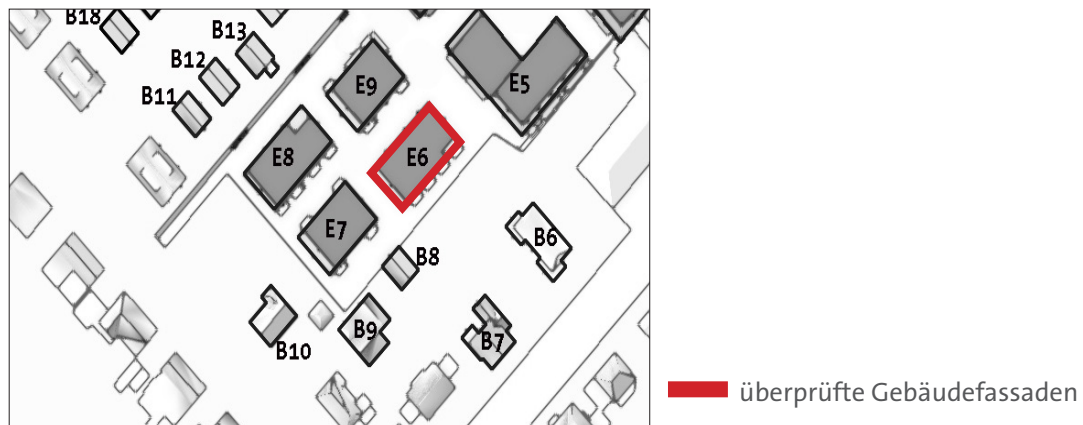 B18
B13
B12
B11
E9
E5
E8
E6
E7
B6
B8
B9
B7
B10
überprüfte Gebäudefassaden